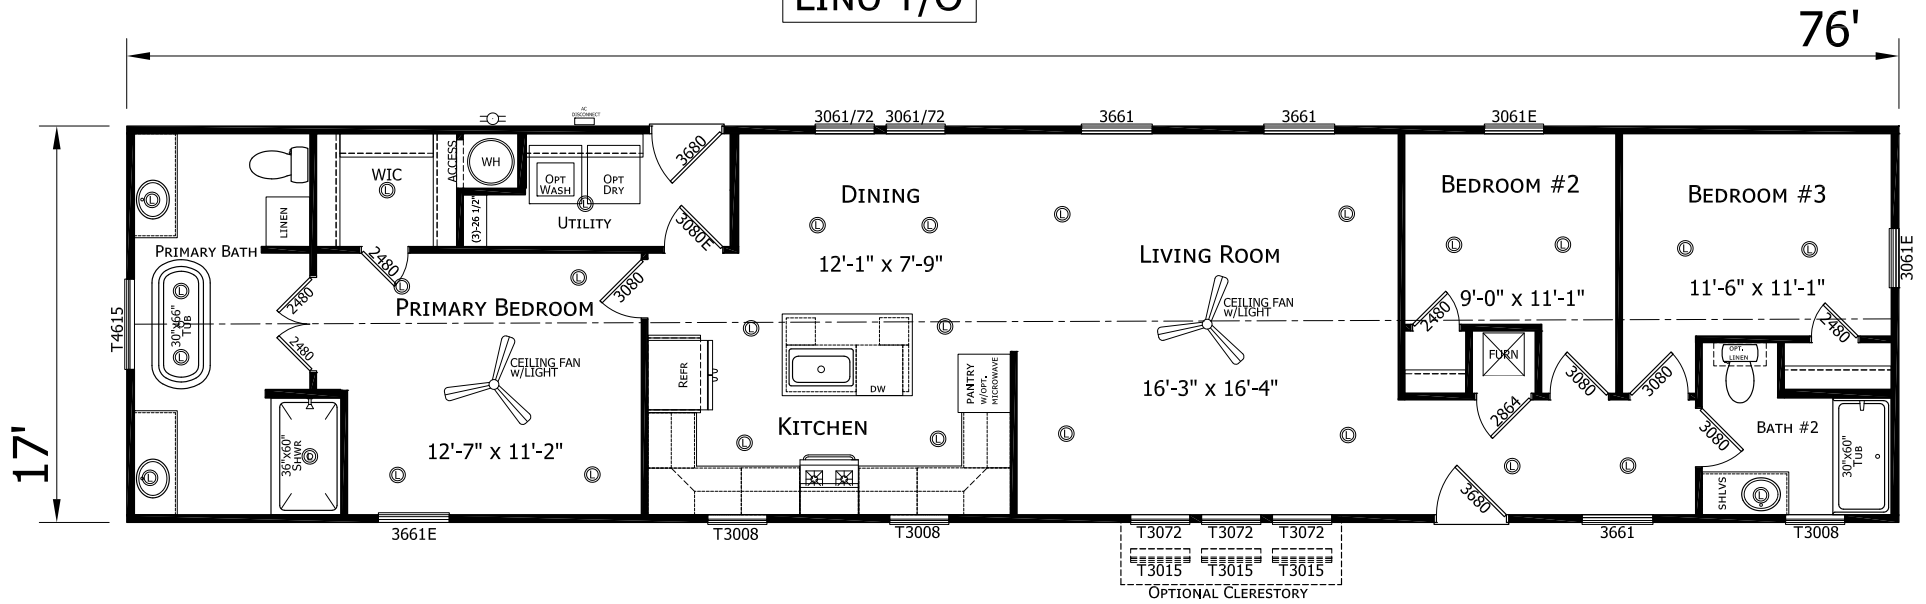 LINO T/O
76'
17'
AC
DISCONNECT
3061/72
3061/72
3661
3661
3061E
WIC
ACCESS
WH
OPT
WASH
OPT
DRY
3680
DINING
BEDROOM #2
BEDROOM #3
LINEN
(3)-26 1/2"
UTILITY
3080E
L
PRIMARY BATH
2480
12'-1" x 7'-9"
LIVING ROOM
3061E
2480
PRIMARY BEDROOM
3080
CEILING FAN
w/LIGHT
9'-0" x 11'-1"
11'-6" x 11'-1"
T4615
30"x66"
TUB
2480
2480
2480
CEILING FAN
w/LIGHT
REFR
DW
PANTRY
w/OPT.
MICROWAVE
16'-3" x 16'-4"
FURN
OPT.
LINEN
3080
3080
2864
36"x60"
SHWR
12'-7" x 11'-2"
KITCHEN
3080
BATH #2
30"x60"
TUB
3680
SHLVS
3661E
T3008
T3008
T3072
T3072
T3072
3661
T3008
T3015
T3015
T3015
OPTIONAL CLERESTORY